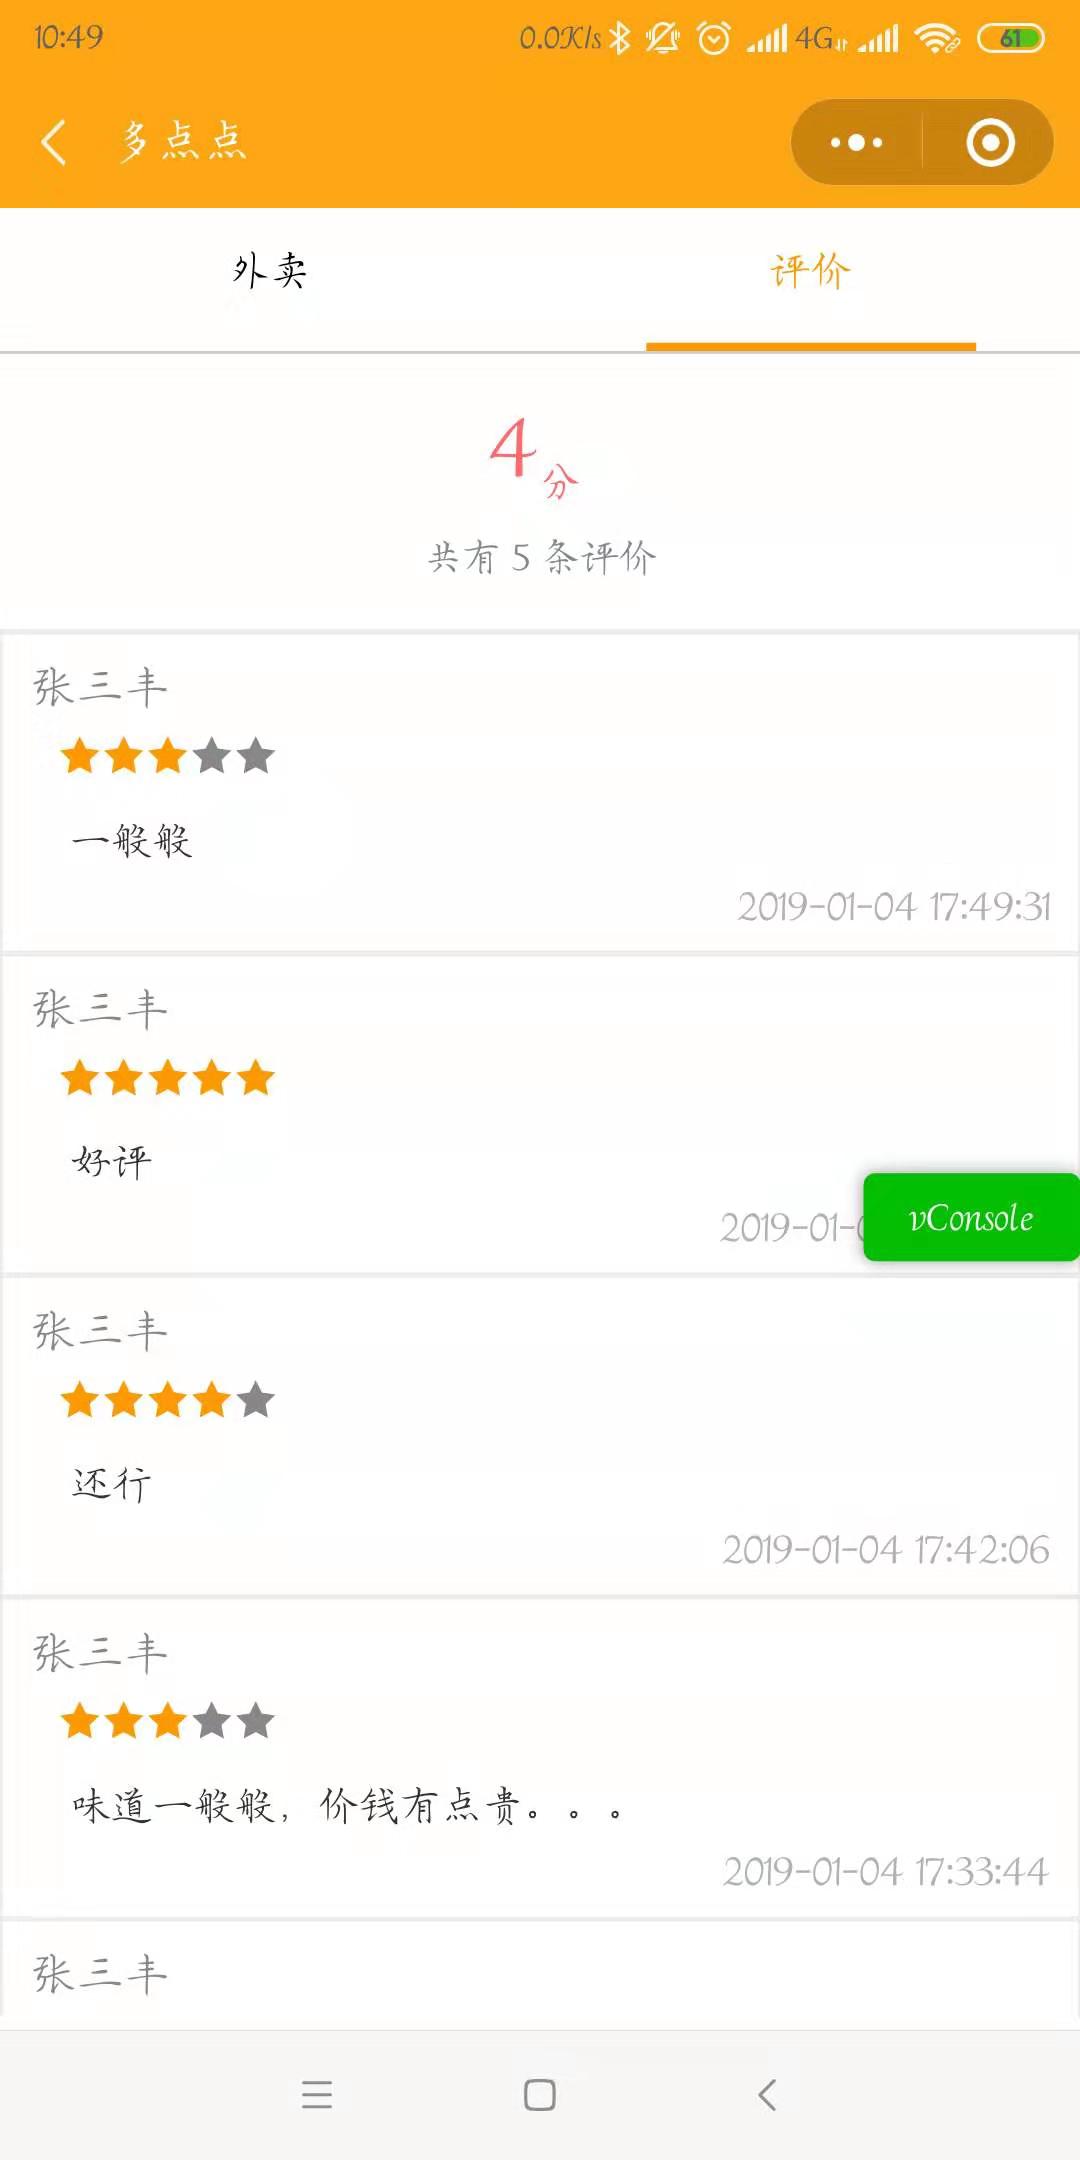 10:49
0.0K/s 4G 61
多点点
外卖
评价
4分
共有 5 条评价
张三丰
一般般
2019-01-04 17:49:31
张三丰
好评
2019-01-
vConsole
张三丰
还行
2019-01-04 17:42:06
张三丰
味道一般般，价钱有点贵。。。
2019-01-04 17:33:44
张三丰